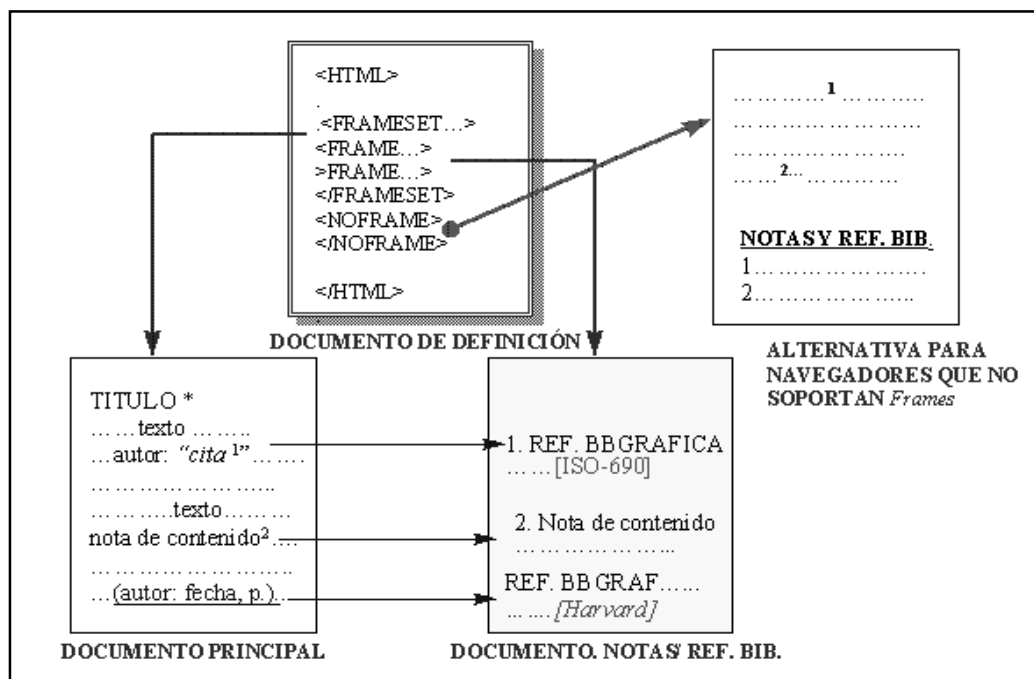 <HTML>
.
.<FRAMESET...>
<FRAME...>
>FRAME...>
</FRAMESET>
<NOFRAME>
</NOFRAME>
</HTML>
DOCUMENTO DE DEFINICIÓN
……………1 …………..
……………………………
………………………….
……2… ……………
NOTAS Y REF. BIB.
1………………………….
2………………………..
ALTERNATIVA PARA
NAVEGADORES QUE NO
SOPORTAN Frames
TITULO *
……texto ……..
…autor: “cita 1”…….
…………………………..
………..texto………
nota de contenido2….
……………………………..
…(autor: fecha, p.)…
DOCUMENTO PRINCIPAL
1. REF. BBGRAFICA
……[ISO-690]
2. Nota de contenido
…………………...
REF. BBGRAF……
…….[Harvard]
DOCUMENTO. NOTAS/ REF. BIB.